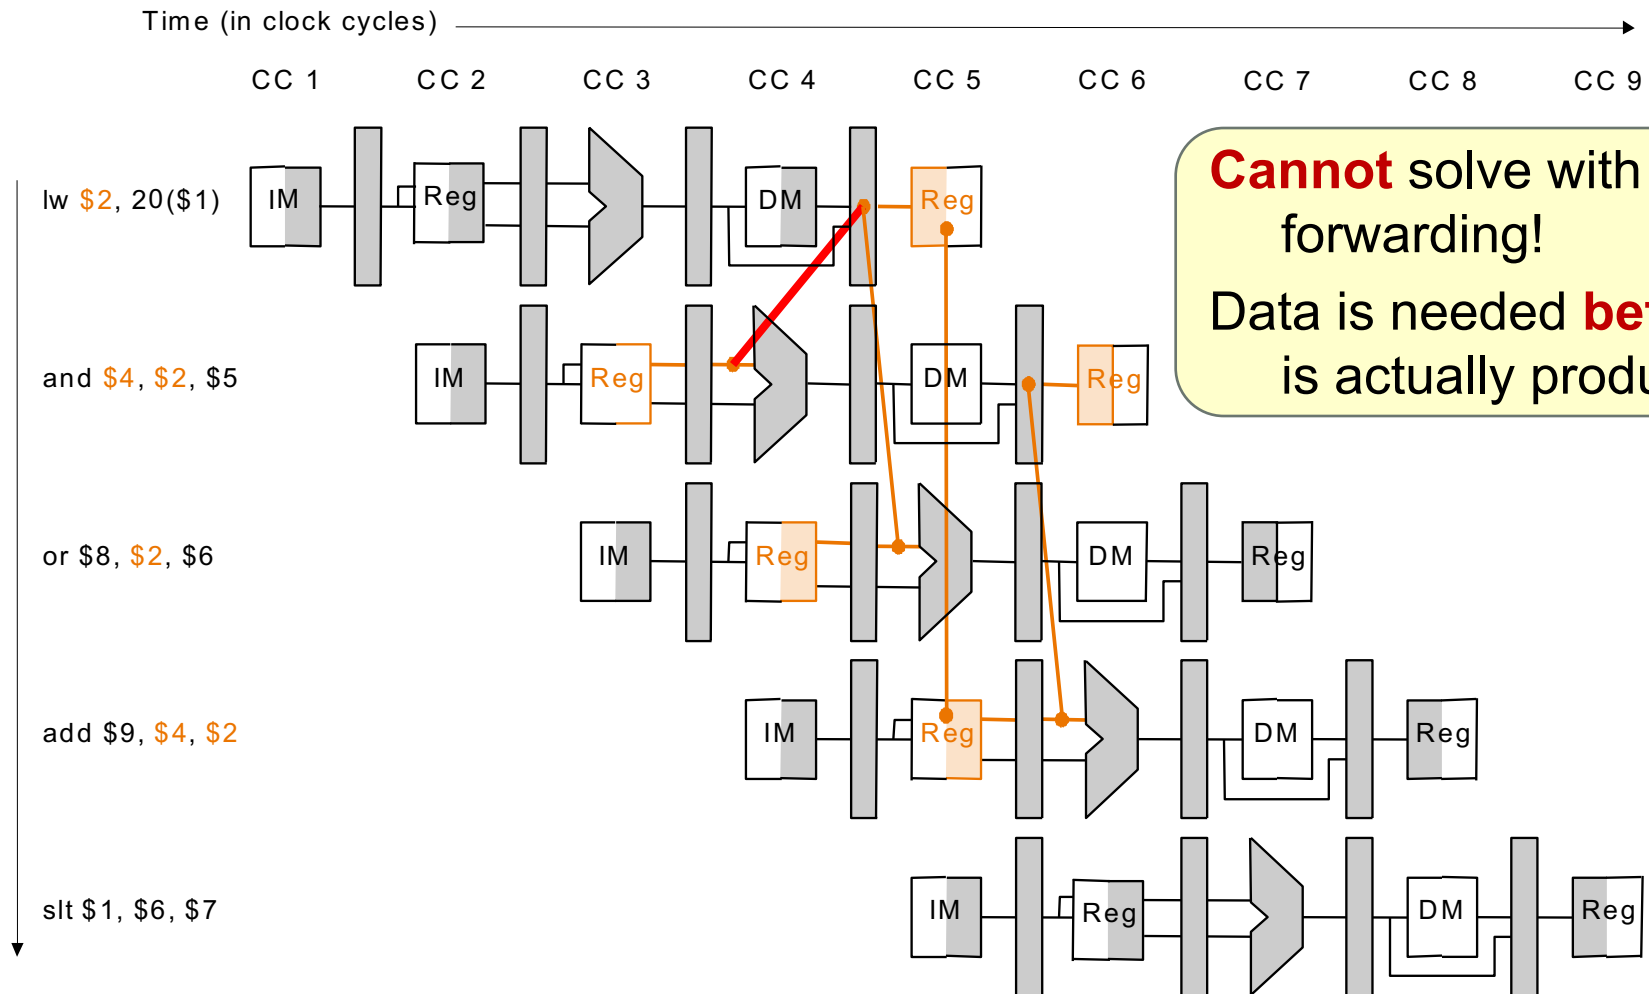 Time (in clock cycles)
CC 1 CC 2 CC 3 CC 4 CC 5 CC 6 CC 7 CC 8 CC 9
Cannot solve with
forwarding!
Data is needed
is actually
lw $2, 20($1) IM Reg DM Reg
and $4, $2, $5 IM Reg DM Reg
or $8, $2, $6 IM Reg DM Reg
add $9, $4, $2 IM Reg DM Reg
slt $1, $6, $7 IM Reg DM Reg